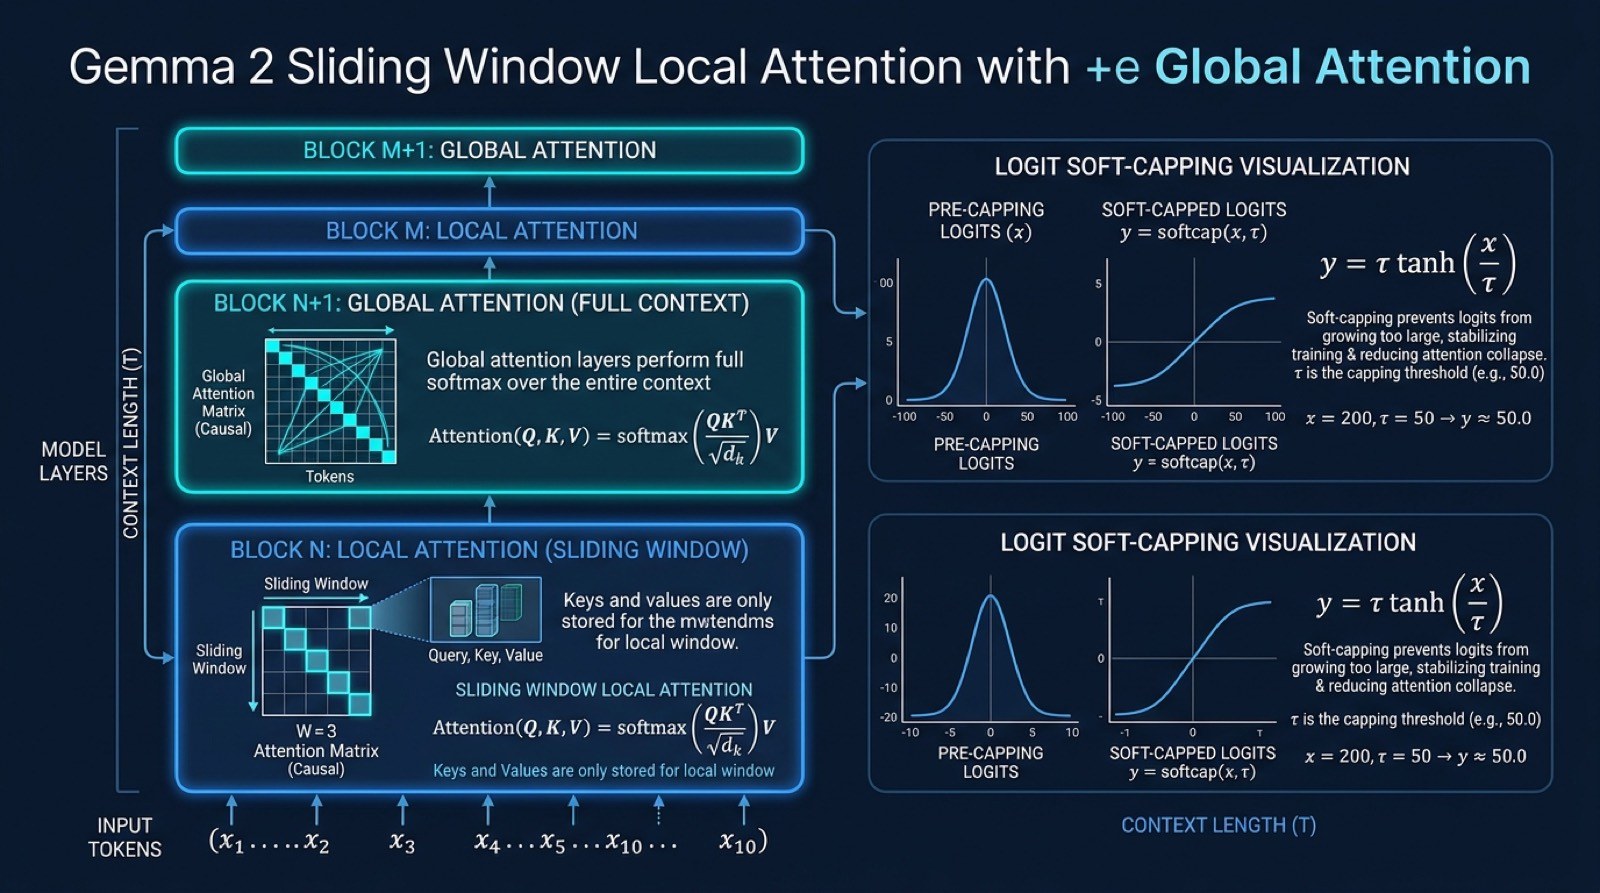 Gemma 2 Sliding Window Local Attention with +e Global Attention
MODEL
LAYERS
CONTEXT LENGTH (T)
BLOCK M+1: GLOBAL ATTENTION
BLOCK M: LOCAL ATTENTION
BLOCK N+1: GLOBAL ATTENTION (FULL CONTEXT)
Global
Attention
Matrix
(Causal)
Tokens
Global attention layers perform full
softmax over the entire context
Attention(Q, K, V) = softmax(QKᵀ/√dₖ)V
BLOCK N: LOCAL ATTENTION (SLIDING WINDOW)
Sliding Window
Sliding
Window
W = 3
Attention Matrix
(Causal)
Query, Key, Value
Keys and values are only
stored for the mwtendms
for local window.
SLIDING WINDOW LOCAL ATTENTION
Attention(Q, K, V) = softmax(QKᵀ/√dₖ)V
Keys and Values are only stored for local window
INPUT
TOKENS
(x₁.....x₂ x₃ x₄...x₅...x₁₀... x₁₀)
LOGIT SOFT-CAPPING VISUALIZATION
PRE-CAPPING
LOGITS (x)
00
5
0
-100 -50 0 50 100
PRE-CAPPING
LOGITS
SOFT-CAPPED LOGITS
y = softcap(x, τ)
5
0
-5
-100 -50 0 50 100
SOFT-CAPPED LOGITS
y = softcap(x, τ)
y = τ tanh(x/τ)
Soft-capping prevents logits from
growing too large, stabilizing
training & reducing attention collapse.
τ is the capping threshold (e.g., 50.0)
x = 200, τ = 50 → y ≈ 50.0
LOGIT SOFT-CAPPING VISUALIZATION
20
10
0
-10
-20
-10 -5 0 5 10
PRE-CAPPING
LOGITS
τ
0
-
-1 0 τ
SOFT-CAPPED LOGITS
y = softcap(x, τ)
y = τ tanh(x/τ)
Soft-capping prevents logits from
growing too large, stabilizing training
& reducing attention collapse.
τ is the capping threshold (e.g., 50.0)
x = 200, τ = 50 → y ≈ 50.0
CONTEXT LENGTH (T)